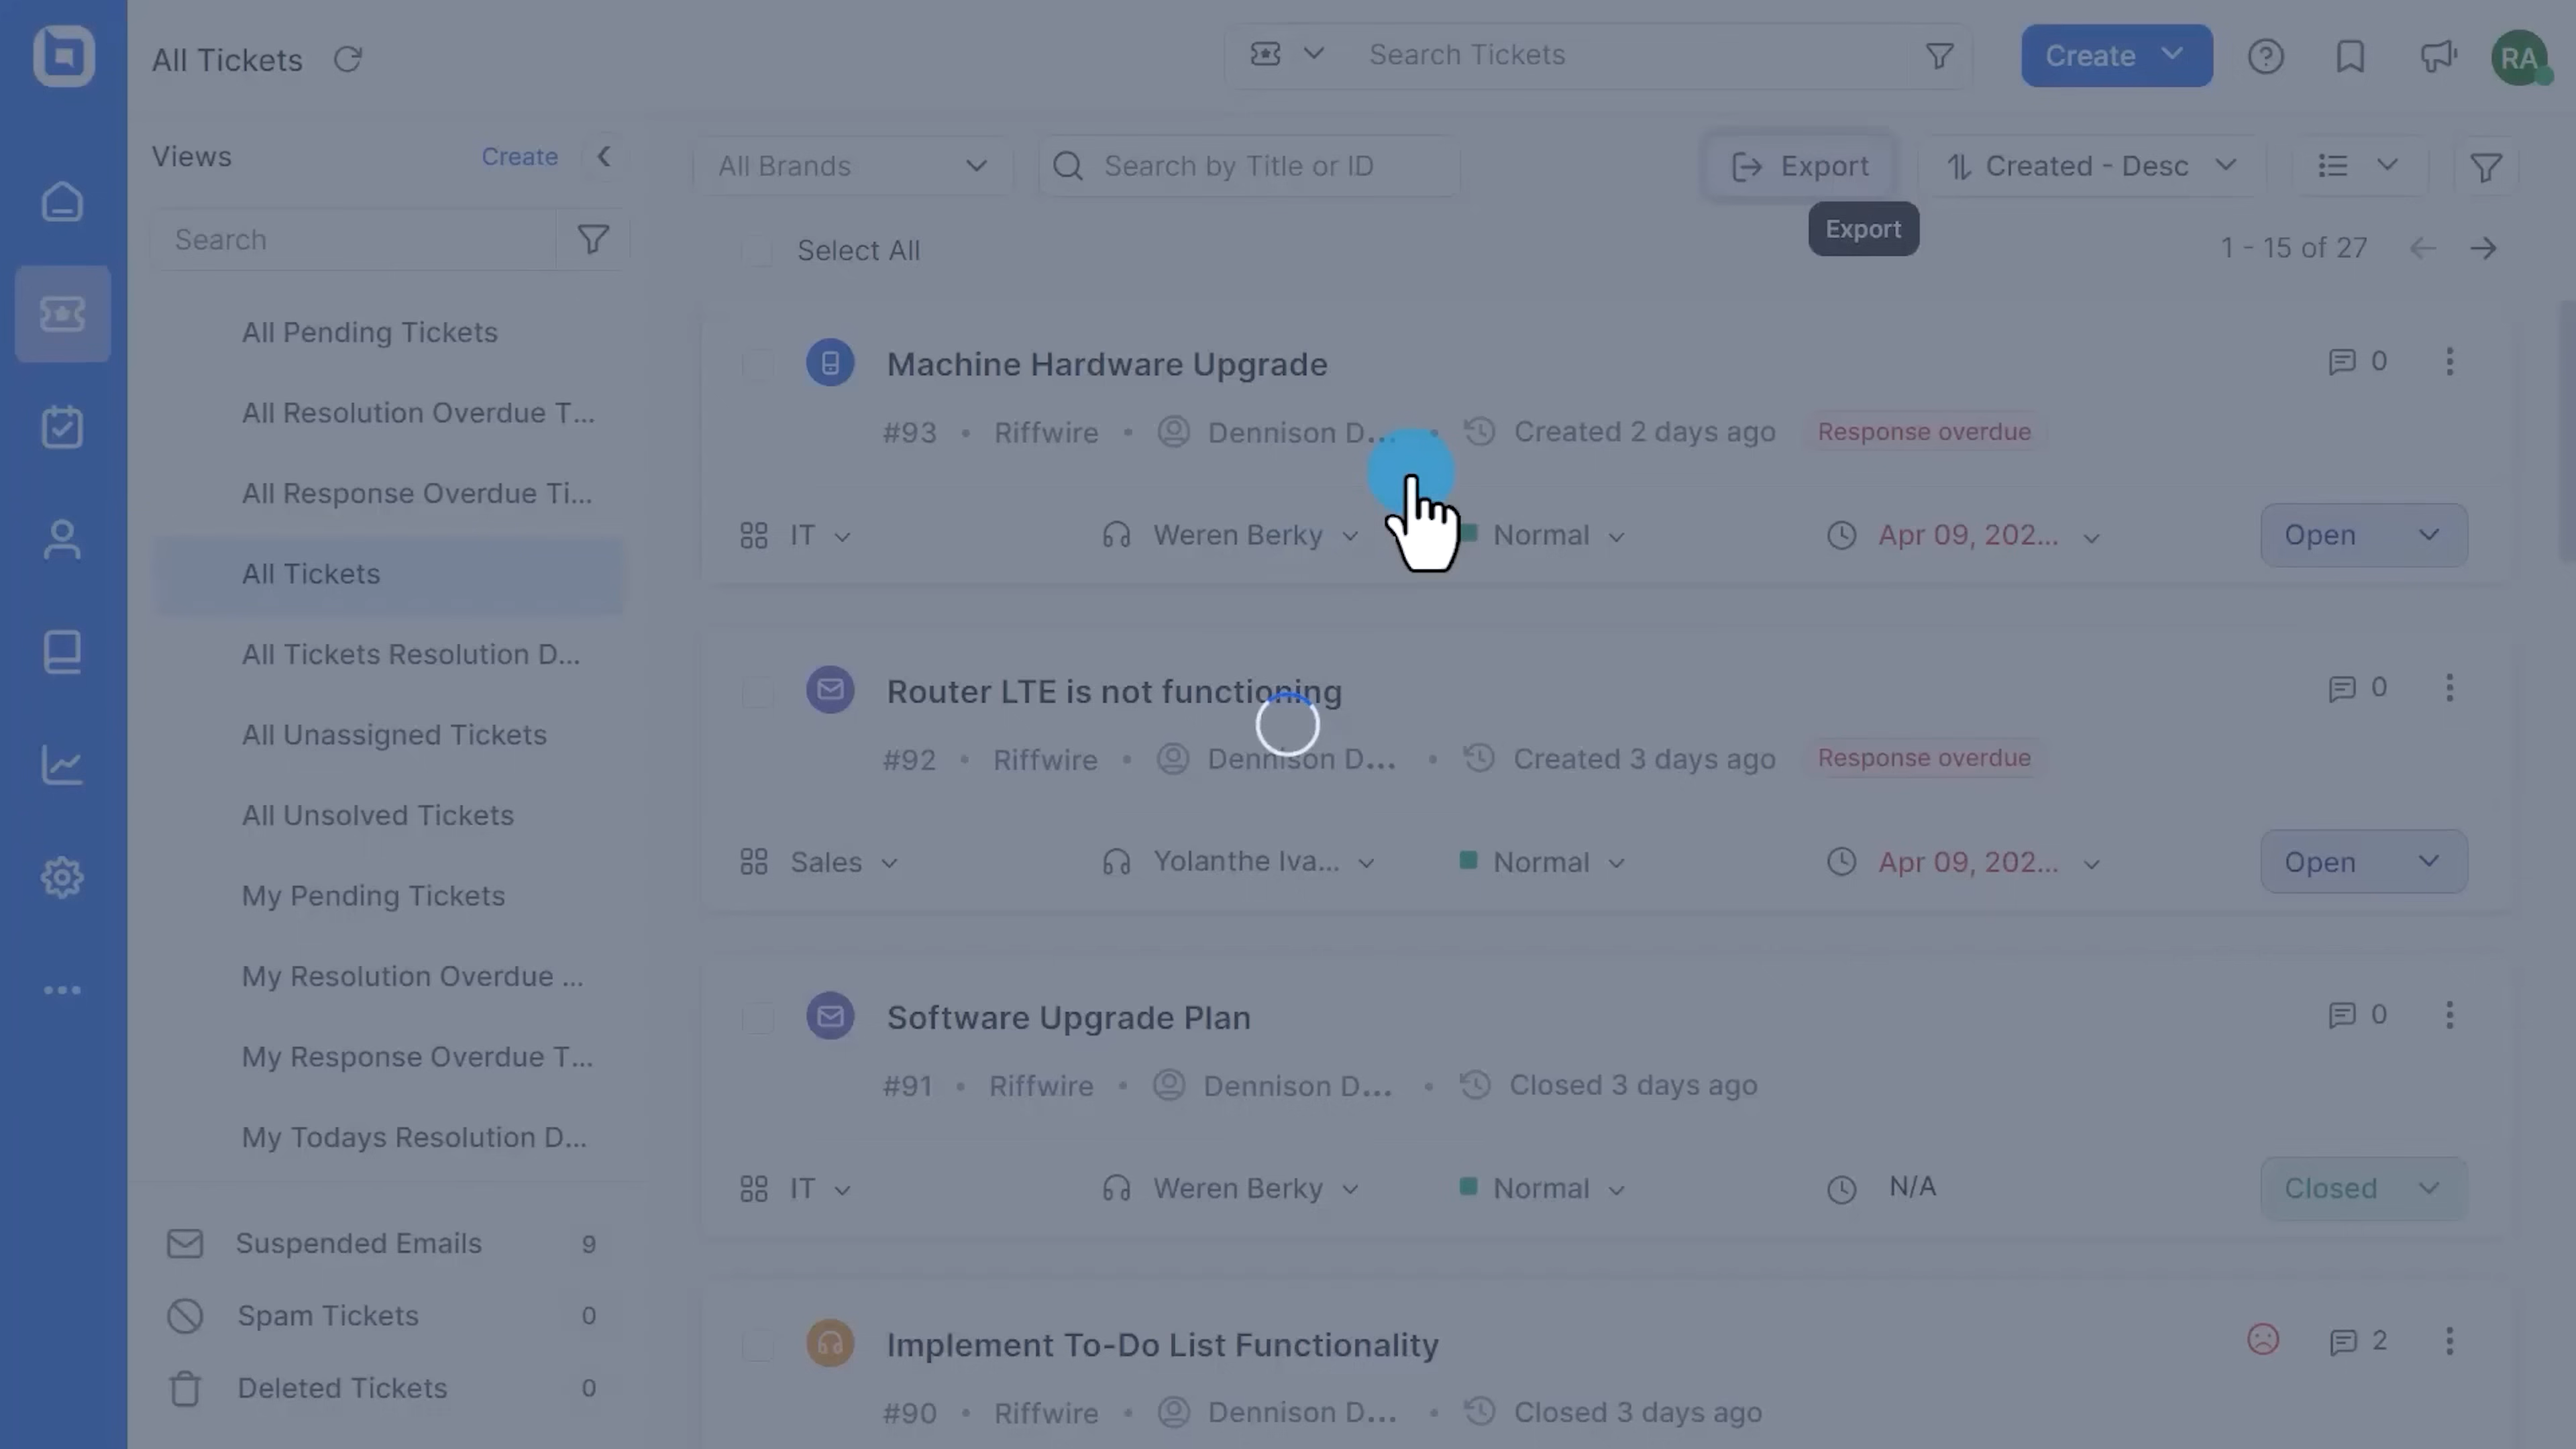 All Tickets
Search Tickets
Create
RA
Views
Create
Search
All Pending Tickets
All Resolution Overdue T...
All Response Overdue Ti...
All Tickets
All Tickets Resolution D...
All Unassigned Tickets
All Unsolved Tickets
My Pending Tickets
My Resolution Overdue ...
My Response Overdue T...
My Todays Resolution D...
Suspended Emails 9
Spam Tickets 0
Deleted Tickets 0
All Brands
Search by Title or ID
Export
Created - Desc
Export
Select All
1 - 15 of 27
Machine Hardware Upgrade
0
#93 • Riffwire • Dennison D... • Created 2 days ago Response overdue
IT Weren Berky Normal Apr 09, 202... Open
Router LTE is not functioning
0
#92 • Riffwire • Dennison D... • Created 3 days ago Response overdue
Sales Yolanthe Iva... Normal Apr 09, 202... Open
Software Upgrade Plan
0
#91 • Riffwire • Dennison D... • Closed 3 days ago
IT Weren Berky Normal N/A Closed
Implement To-Do List Functionality
2
#90 • Riffwire • Dennison D... • Closed 3 days ago